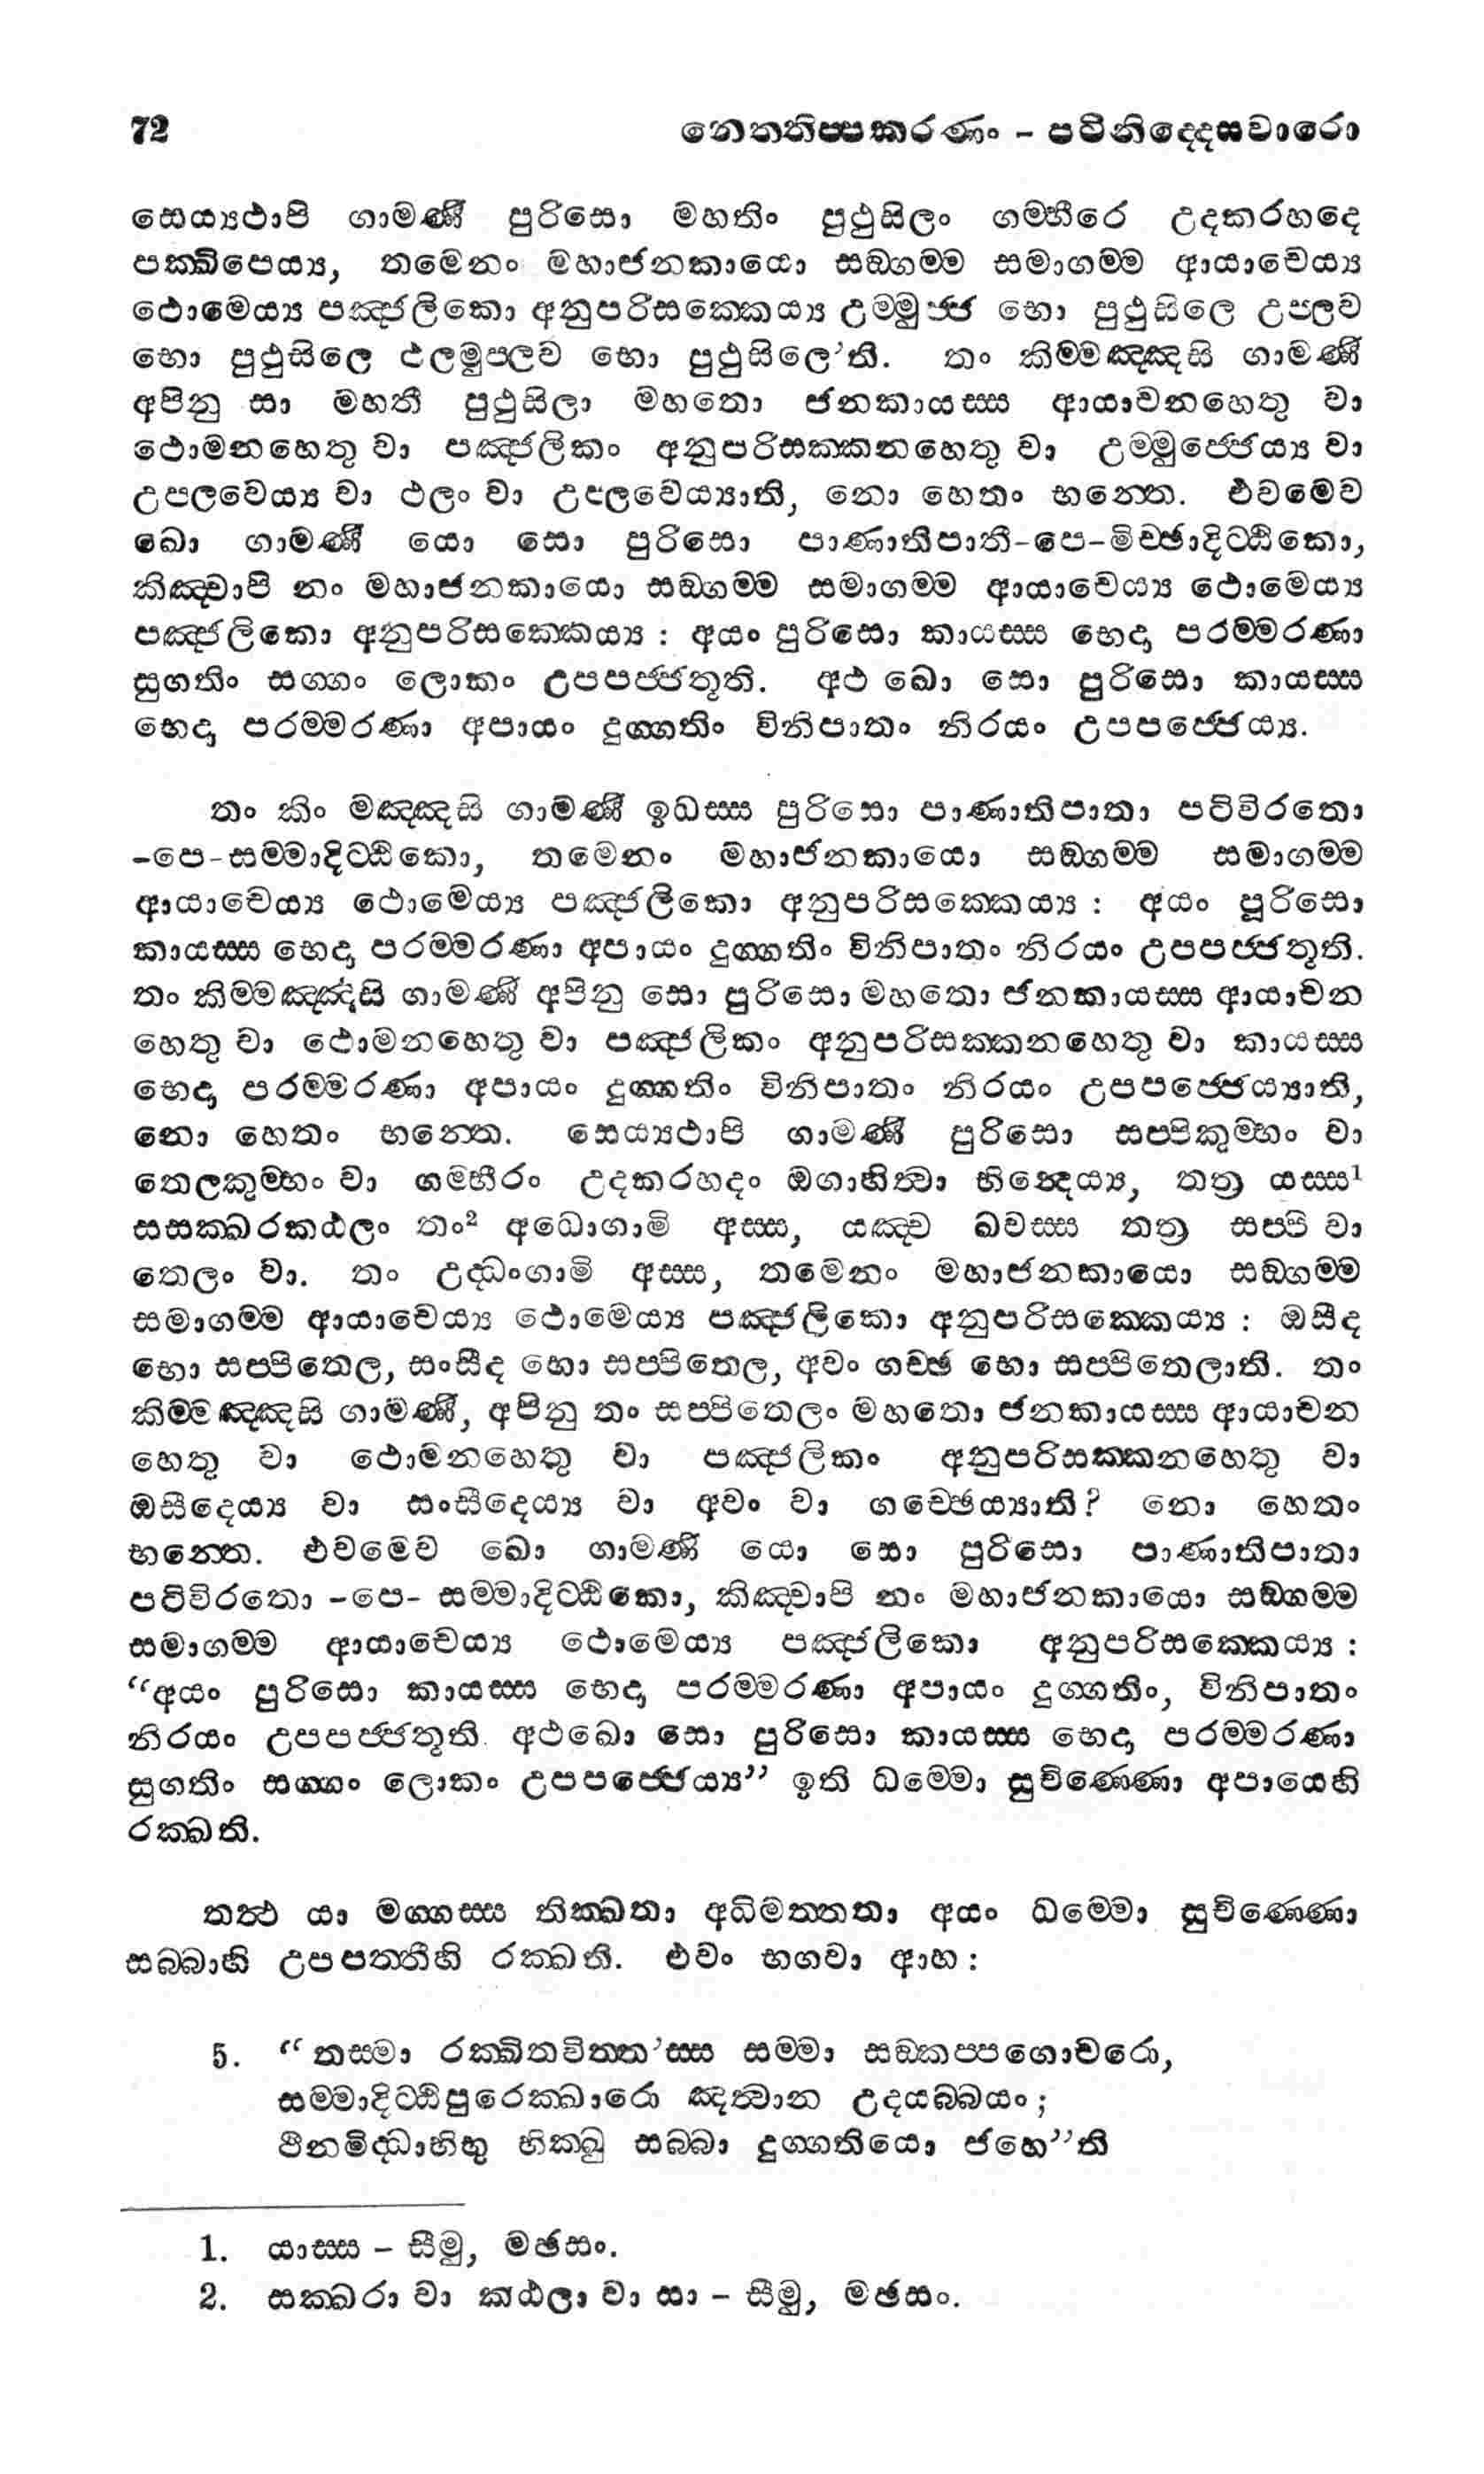 72 නෙත්තිප්පකරණං - පටිනිද්දෙසවාරො
සෙය්‍යථාපි ගාමණි පුරිසො මහතිං පුථුසිලං ගම්භීරෙ උදකරහදෙ
පක්ඛිපෙය්‍ය, තමෙනං මහාජනකායො සඞ්ගම්ම සමාගම්ම ආයාචෙය්‍ය
ථොමෙය්‍ය පඤ්ජලිකො අනුපරිසක්කෙය්‍ය උම්මුජ්ජ භො පුථුසිලෙ උප්ලව
භො පුථුසිලෙ ථලමුප්ලව භො පුථුසිලෙ’ති. තං කිම්මඤ්ඤසි ගාමණි
අපිනු සා මහතී පුථුසිලා මහතො ජනකායස්ස ආයාචනහෙතු වා
ථොමනහෙතු වා පඤ්ජලිකං අනුපරිසක්කනහෙතු වා උම්මුජ්ජෙය්‍ය වා
උපලවෙය්‍ය වා ථලං වා උප්ලවෙය්‍යාති, නො හෙතං භන්තෙ. එවමෙව
ඛො ගාමණි යො සො පුරිසො පාණාතිපාතී-පෙ-මිච්ඡාදිට්ඨිකො,
කිඤ්චාපි නං මහාජනකායො සඞ්ගම්ම සමාගම්ම ආයාචෙය්‍ය ථොමෙය්‍ය
පඤ්ජලිකො අනුපරිසක්කෙය්‍ය : අයං පුරිසො කායස්ස භෙදා පරම්මරණා
සුගතිං සග්ගං ලොකං උපපජ්ජතූති. අථ ඛො සො පුරිසො කායස්ස
භෙදා පරම්මරණා අපායං දුග්ගතිං විනිපාතං නිරයං උපපජ්ජෙය්‍ය.
තං කිං මඤ්ඤසි ගාමණි ඉධස්ස පුරිසො පාණාතිපාතා පටිවිරතො
-පෙ-සම්මාදිට්ඨිකො, තමෙනං මහාජනකායො සඞ්ගම්ම සමාගම්ම
ආයාචෙය්‍ය ථොමෙය්‍ය පඤ්ජලිකො අනුපරිසක්කෙය්‍ය : අයං පූරිසො
කායස්ස භෙදා පරම්මරණා අපායං දුග්ගතිං විනිපාතං නිරයං උපපජ්ජතූති.
තං කිම්මඤ්ඤසි ගාමණි අපිනු සො පුරිසො මහතො ජනකායස්ස ආයාචන
හෙතු වා ථොමනහෙතු වා පඤ්ජලිකං අනුපරිසක්කනහෙතු වා කායස්ස
භෙදා පරම්මරණා අපායං දුග්ගතිං විනිපාතං නිරයං උපපජ්ජෙය්‍යාති,
නො හෙතං භන්තෙ. සෙය්‍යථාපි ගාමණි පුරිසො සප්පිකුම්භං වා
තෙලකුම්භං වා ගම්භීරං උදකරහදං ඔගාහිත්වා භින්දෙය්‍ය, තත්‍ර යස්ස1
සසක්ඛරකඨලං තං2 අධොගාමි අස්ස, යඤ්ච ඛ්වස්ස තත්‍ර සප්පි වා
තෙලං වා. තං උද්ධංගාමි අස්ස, තමෙනං මහාජනකායො සඞ්ගම්ම
සමාගම්ම ආයාචෙය්‍ය ථොමෙය්‍ය පඤ්ජලිකො අනුපරිසක්කෙය්‍ය : ඔසීද
භො සප්පිතෙල, සංසීද භො සප්පිතෙල, අවං ගච්ඡ භො සප්පිතෙලාති. තං
කිම්මඤ්ඤසි ගාමණි, අපිනු තං සප්පිතෙලං මහතො ජනකායස්ස ආයාචන
හෙතු වා ථොමනහෙතු වා පඤ්ජලිකං අනුපරිසක්කනහෙතු වා
ඔසීදෙය්‍ය වා සංසීදෙය්‍ය වා අවං වා ගච්ඡෙය්‍යාති? නො හෙතං
භන්තෙ. එවමෙව ඛො ගාමණි යො සො පුරිසො පාණාතිපාතා
පටිවිරතො -පෙ- සම්මාදිට්ඨිකො, කිඤ්චාපි නං මහාජනකායො සඞ්ගම්ම
සමාගම්ම ආයාචෙය්‍ය ථොමෙය්‍ය පඤ්ජලිකො අනුපරිසක්කෙය්‍ය :
“අයං පුරිසො කායස්ස භෙදා පරම්මරණා අපායං දුග්ගතිං, විනිපාතං
නිරයං උපපජ්ජතූති. අථඛො සො පුරිසො කායස්ස භෙදා පරම්මරණා
සුගතිං සග්ගං ලොකං උපපජ්ජෙය්‍ය” ඉති ධම්මො සුචිණ්ණො අපායෙහි
රක්ඛති.
තත්‍ථ යා මග්ගස්ස තික්ඛතා අධිමත්තතා අයං ධම්මො සුචිණ්ණො
සබ්බාහි උපපත්තීහි රක්ඛති. එවං භගවා ආහ :
5. “තස්මා රක්ඛිතචිත්ත’ස්ස සම්මා සඞ්කප්පගොචරො,
සම්මාදිට්ඨිපුරෙක්ඛාරො ඤත්වාන උදයබ්බයං ;
ථීනමිද්ධාභිභු භික්ඛු සබ්බා දුග්ගතියො ජහෙ”ති
1. යාස්ස - සීමු, මඡසං.
2. සක්ඛරා වා කඨලා වා සා - සීමු, මඡසං.